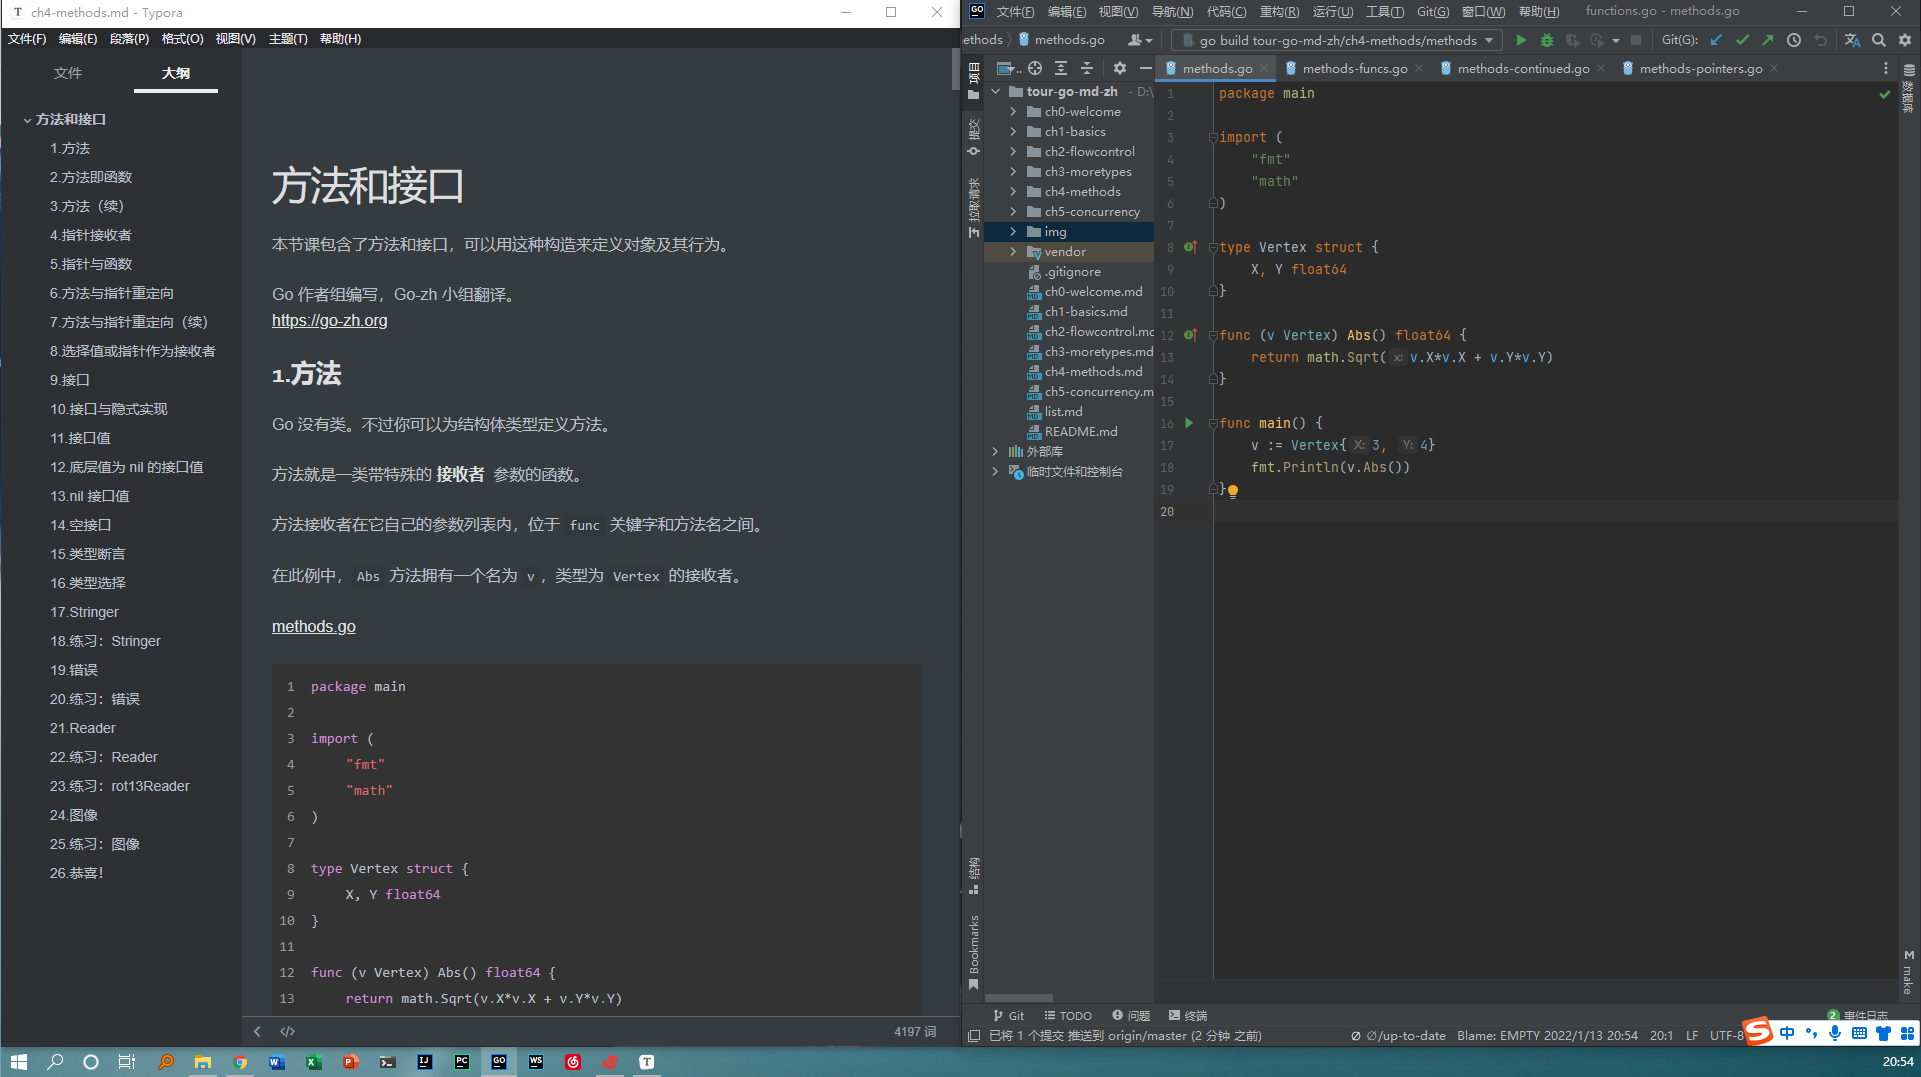 ch4-methods.md - Typora
文件(F) 编辑(E) 段落(P) 格式(O) 视图(V) 主题(T) 帮助(H)
文件 大纲
方法和接口
1.方法
2.方法即函数
3.方法（续）
4.指针接收者
5.指针与函数
6.方法与指针重定向
7.方法与指针重定向（续）
8.选择值或指针作为接收者
9.接口
10.接口与隐式实现
11.接口值
12.底层值为 nil 的接口值
13.nil 接口值
14.空接口
15.类型断言
16.类型选择
17.Stringer
18.练习：Stringer
19.错误
20.练习：错误
21.Reader
22.练习：Reader
23.练习：rot13Reader
24.图像
25.练习：图像
26.恭喜！
方法和接口
本节课包含了方法和接口，可以用这种构造来定义对象及其行为。
Go 作者组编写，Go-zh 小组翻译。
https://go-zh.org
1.方法
Go 没有类。不过你可以为结构体类型定义方法。
方法就是一类带特殊的 接收者 参数的函数。
方法接收者在它自己的参数列表内，位于 func 关键字和方法名之间。
在此例中， Abs 方法拥有一个名为 v ，类型为 Vertex 的接收者。
methods.go
1 package main
2
3 import (
4 "fmt"
5 "math"
6 )
7
8 type Vertex struct {
9 X, Y float64
10 }
11
12 func (v Vertex) Abs() float64 {
13 return math.Sqrt(v.X*v.X + v.Y*v.Y)
4197 词
GO 文件(F) 编辑(E) 视图(V) 导航(N) 代码(C) 重构(R) 运行(U) 工具(T) Git(G) 窗口(W) 帮助(H) functions.go - methods.go
ethods methods.go go build tour-go-md-zh/ch4-methods/methods Git(G):
methods.go methods-funcs.go methods-continued.go methods-pointers.go
项目
提交
拉取请求
结构
Bookmarks
tour-go-md-zh - D:\
ch0-welcome
ch1-basics
ch2-flowcontrol
ch3-moretypes
ch4-methods
ch5-concurrency
img
vendor
.gitignore
ch0-welcome.md
ch1-basics.md
ch2-flowcontrol.md
ch3-moretypes.md
ch4-methods.md
ch5-concurrency.m
list.md
README.md
外部库
临时文件和控制台
1 package main
2
3 import (
4 "fmt"
5 "math"
6 )
7
8 type Vertex struct {
9 X, Y float64
10 }
11
12 func (v Vertex) Abs() float64 {
13 return math.Sqrt( x: v.X*v.X + v.Y*v.Y)
14 }
15
16 func main() {
17 v := Vertex{ X: 3, Y: 4}
18 fmt.Println(v.Abs())
19 }
20
数据库
M make
Git TODO 问题 终端 2 事件日志
已将 1 个提交 推送到 origin/master (2 分钟 之前) ∅/up-to-date Blame: EMPTY 2022/1/13 20:54 20:1 LF UTF-8
中
20:54